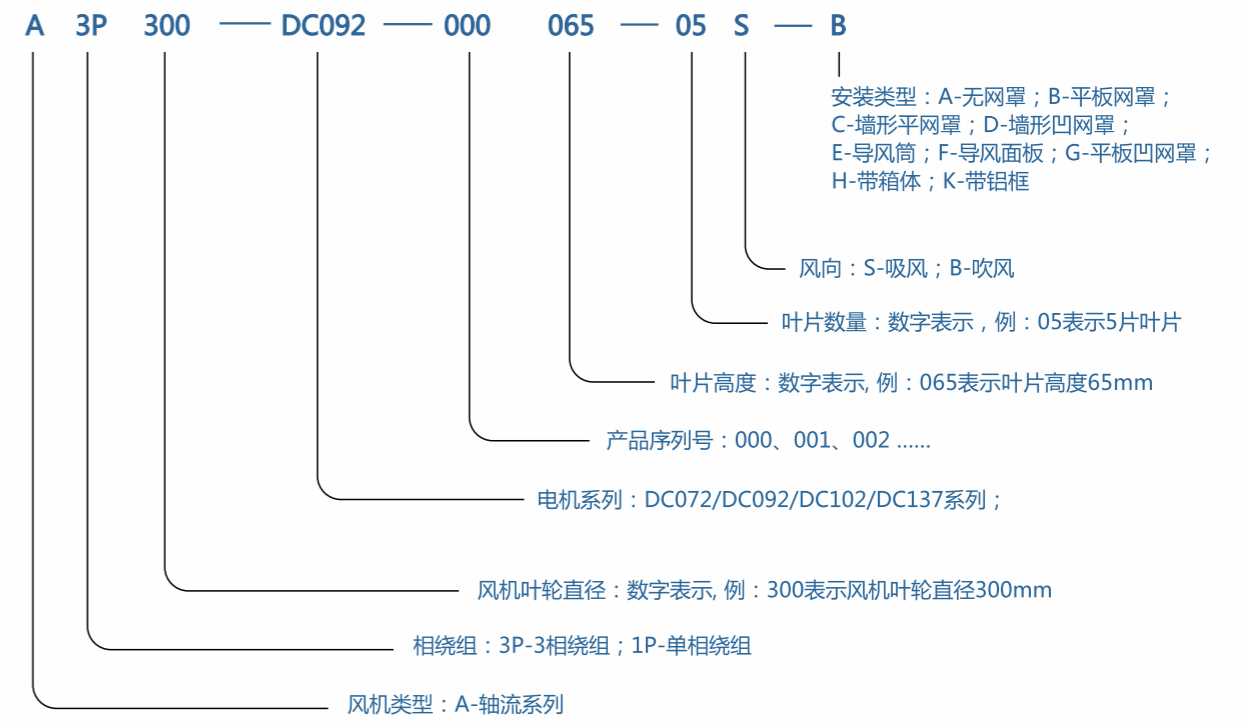 A 3P 300 — DC092 — 000 065 — 05 S — B
安装类型：A-无网罩；B-平板网罩；
C-墙形平网罩；D-墙形凹网罩；
E-导风筒；F-导风面板；G-平板凹网罩；
H-带箱体；K-带铝框
风向：S-吸风；B-吹风
叶片数量：数字表示，例：05表示5片叶片
叶片高度：数字表示, 例：065表示叶片高度65mm
产品序列号：000、001、002 ......
电机系列：DC072/DC092/DC102/DC137系列；
风机叶轮直径：数字表示, 例：300表示风机叶轮直径300mm
相绕组：3P-3相绕组；1P-单相绕组
风机类型：A-轴流系列